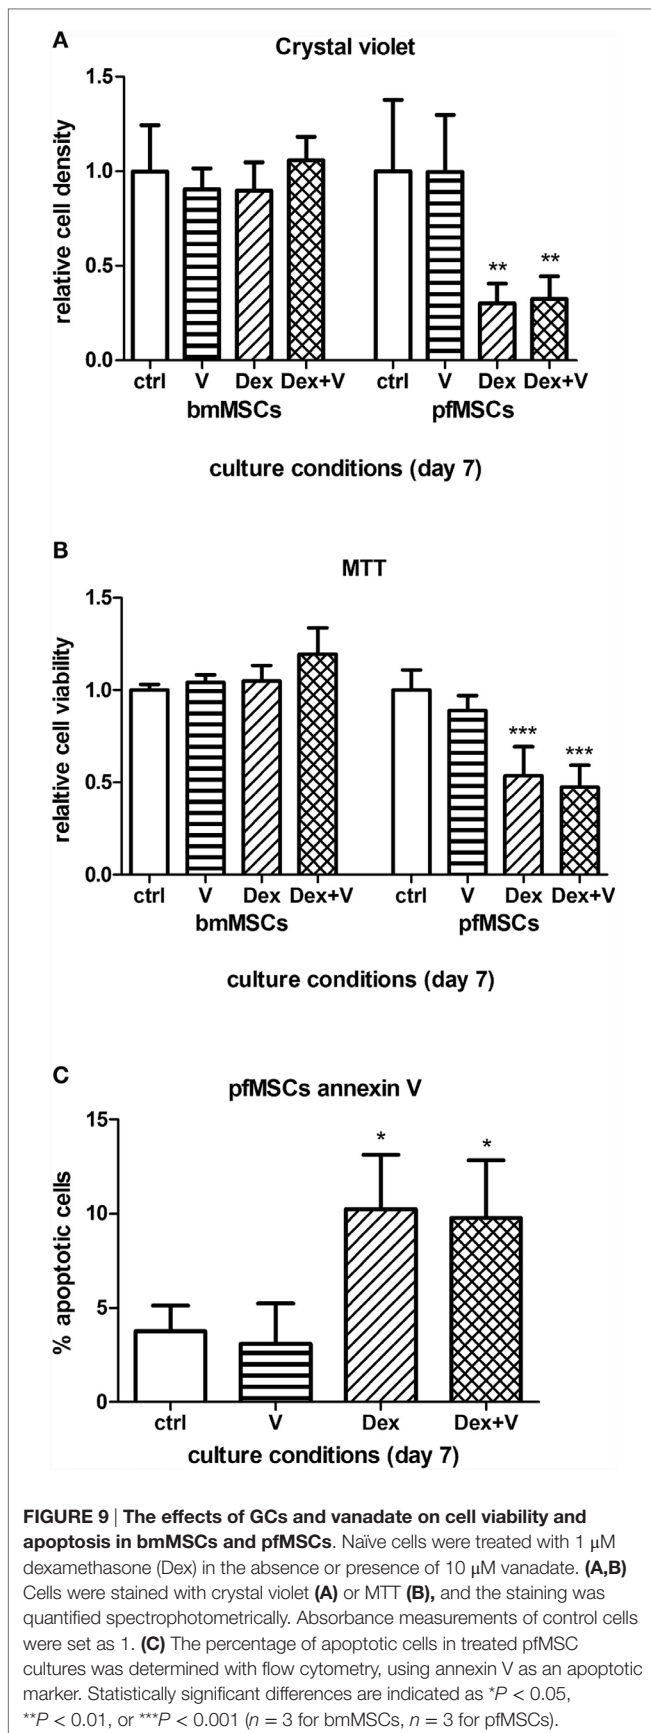 A
Crystal violet
relative cell density
1.5
1.0
0.5
0.0
** **
ctrl V Dex Dex+V ctrl V Dex Dex+V
bmMSCs pfMSCs
culture conditions (day 7)
B
MTT
relaltive cell viability
1.5
1.0
0.5
0.0
*** ***
ctrl V Dex Dex+V ctrl V Dex Dex+V
bmMSCs pfMSCs
culture conditions (day 7)
C
pfMSCs annexin V
% apoptotic cells
15
10
5
0
* *
ctrl V Dex Dex+V
culture conditions (day 7)
FIGURE 9 | The effects of GCs and vanadate on cell viability and
apoptosis in bmMSCs and pfMSCs. Naïve cells were treated with 1 μM
dexamethasone (Dex) in the absence or presence of 10 μM vanadate. (A,B)
Cells were stained with crystal violet (A) or MTT (B), and the staining was
quantified spectrophotometrically. Absorbance measurements of control cells
were set as 1. (C) The percentage of apoptotic cells in treated pfMSC
cultures was determined with flow cytometry, using annexin V as an apoptotic
marker. Statistically significant differences are indicated as *P < 0.05,
**P < 0.01, or ***P < 0.001 (n = 3 for bmMSCs, n = 3 for pfMSCs).